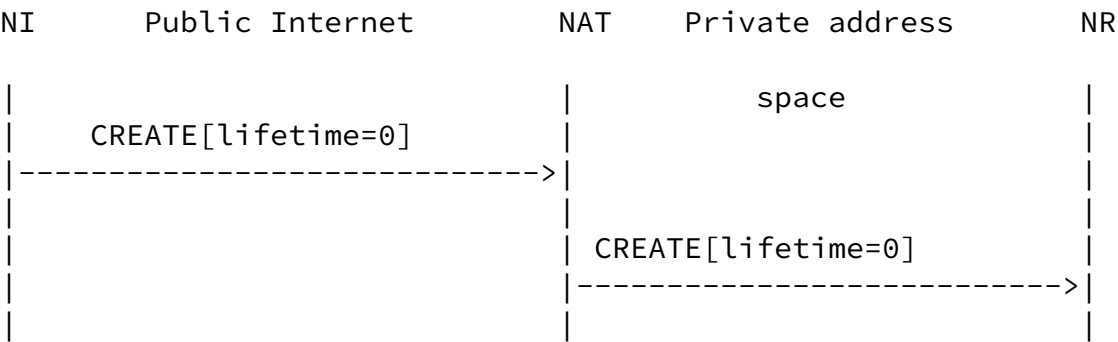 NI Public Internet NAT Private address NR
| | space |
| CREATE[lifetime=0] | |
|----------------------------->| |
| | |
| | CREATE[lifetime=0] |
| |--------------------------->|
| | |